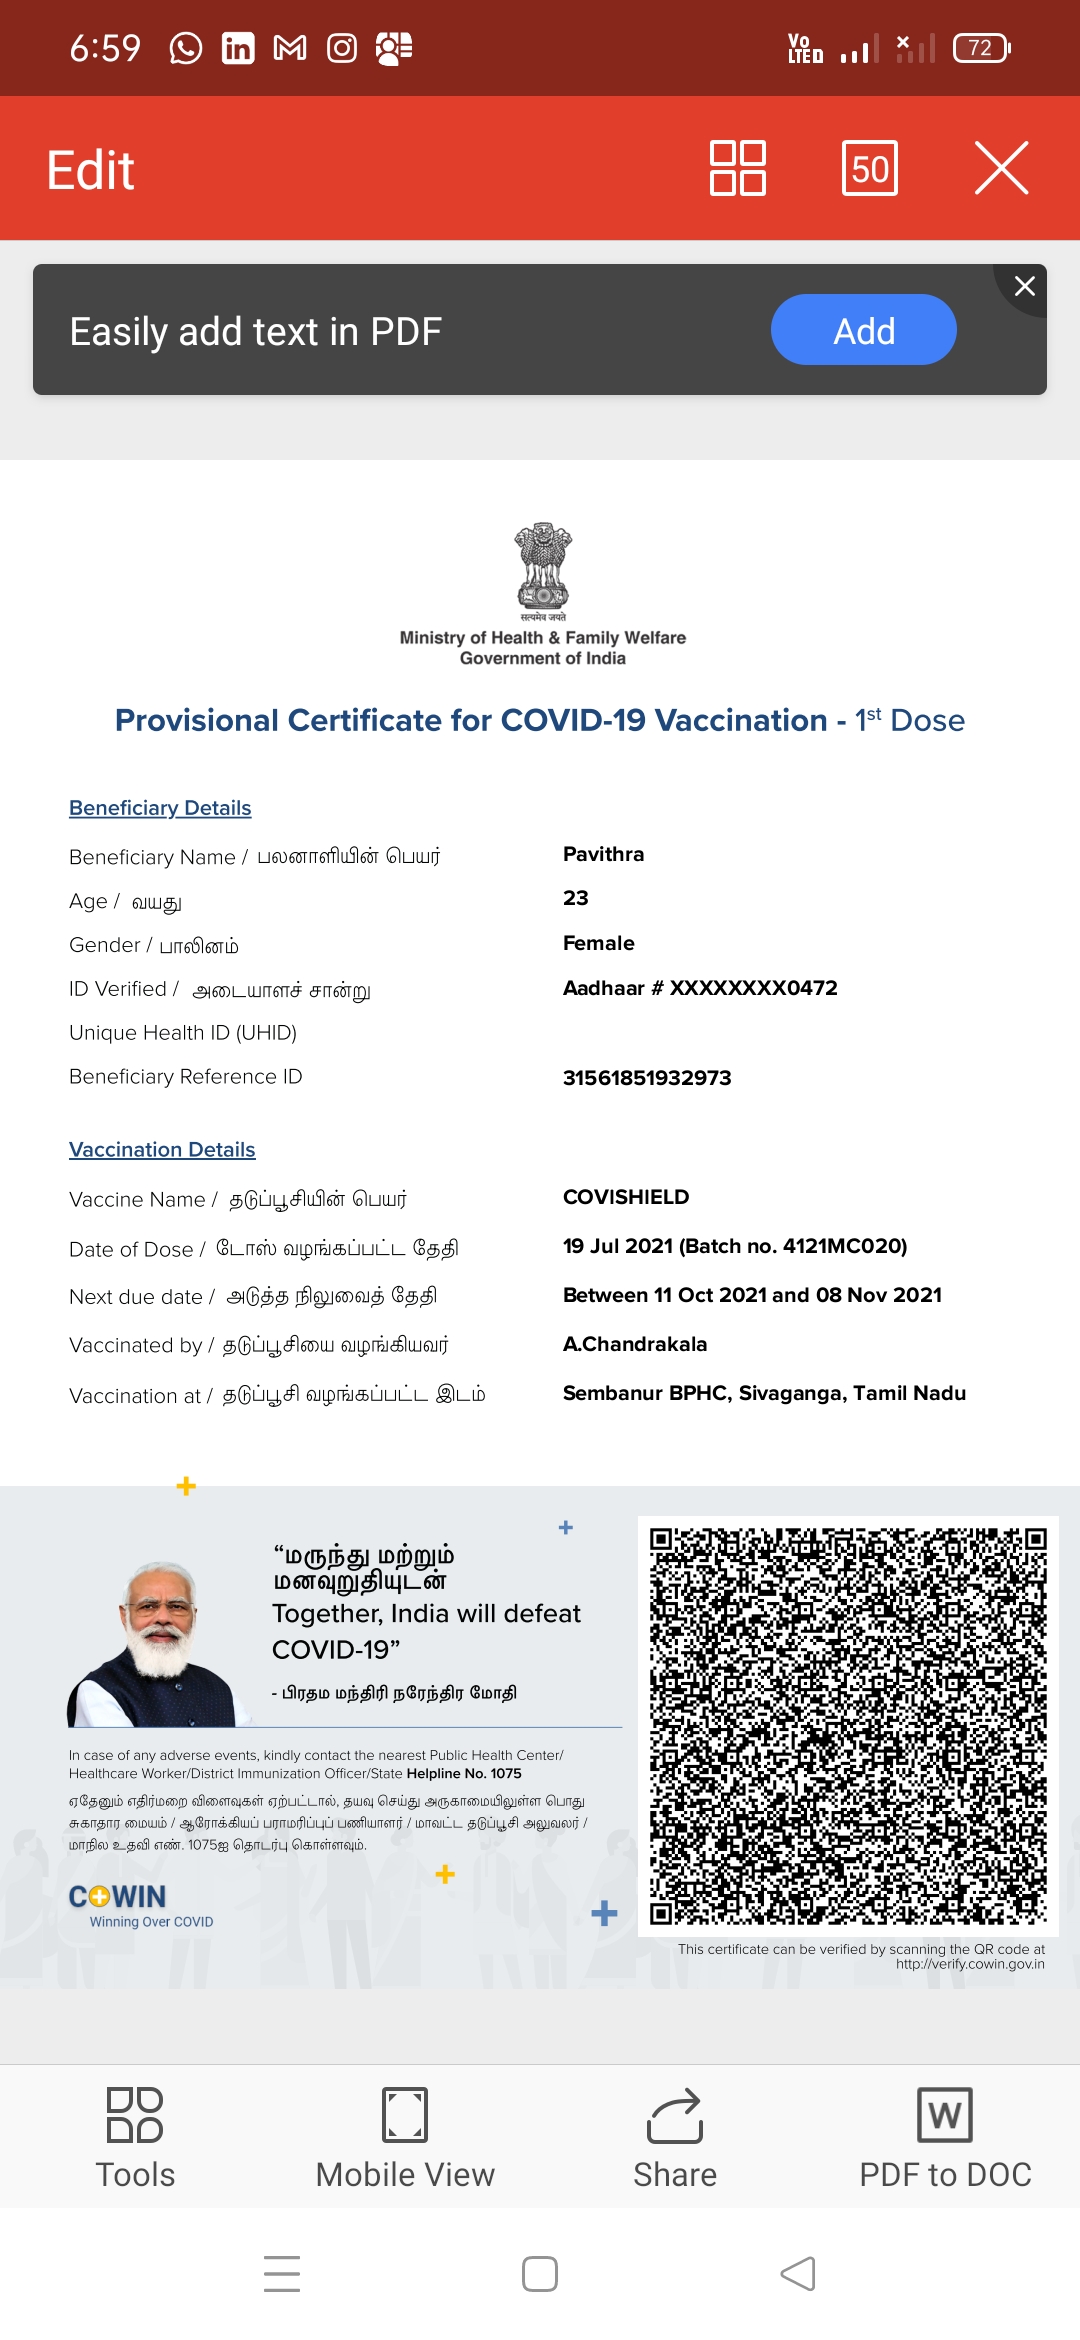 6:59
Vo LTE 72
Edit
50
Easily add text in PDF
Add
सत्यमेव जयते
Ministry of Health & Family Welfare
Government of India
Provisional Certificate for COVID-19 Vaccination - 1st Dose
Beneficiary Details
Beneficiary Name / பலனாளியின் பெயர் Pavithra
Age / வயது 23
Gender / பாலினம் Female
ID Verified / அடையாளச் சான்று Aadhaar # XXXXXXXX0472
Unique Health ID (UHID)
Beneficiary Reference ID 31561851932973
Vaccination Details
Vaccine Name / தடுப்பூசியின் பெயர் COVISHIELD
Date of Dose / டோஸ் வழங்கப்பட்ட தேதி 19 Jul 2021 (Batch no. 4121MC020)
Next due date / அடுத்த நிலுவைத் தேதி Between 11 Oct 2021 and 08 Nov 2021
Vaccinated by / தடுப்பூசியை வழங்கியவர் A.Chandrakala
Vaccination at / தடுப்பூசி வழங்கப்பட்ட இடம் Sembanur BPHC, Sivaganga, Tamil Nadu
“மருந்து மற்றும்
மனவுறுதியுடன்
Together, India will defeat
COVID-19”
- பிரதம மந்திரி நரேந்திர மோதி
In case of any adverse events, kindly contact the nearest Public Health Center/
Healthcare Worker/District Immunization Officer/State Helpline No. 1075
ஏதேனும் எதிர்மறை விளைவுகள் ஏற்பட்டால், தயவு செய்து அருகாமையிலுள்ள பொது
சுகாதார மையம் / ஆரோக்கியப் பராமரிப்புப் பணியாளர் / மாவட்ட தடுப்பூசி அலுவலர் /
மாநில உதவி எண். 1075ஐ தொடர்பு கொள்ளவும்.
COWIN
Winning Over COVID
This certificate can be verified by scanning the QR code at
http://verify.cowin.gov.in
Tools
Mobile View
Share
W
PDF to DOC